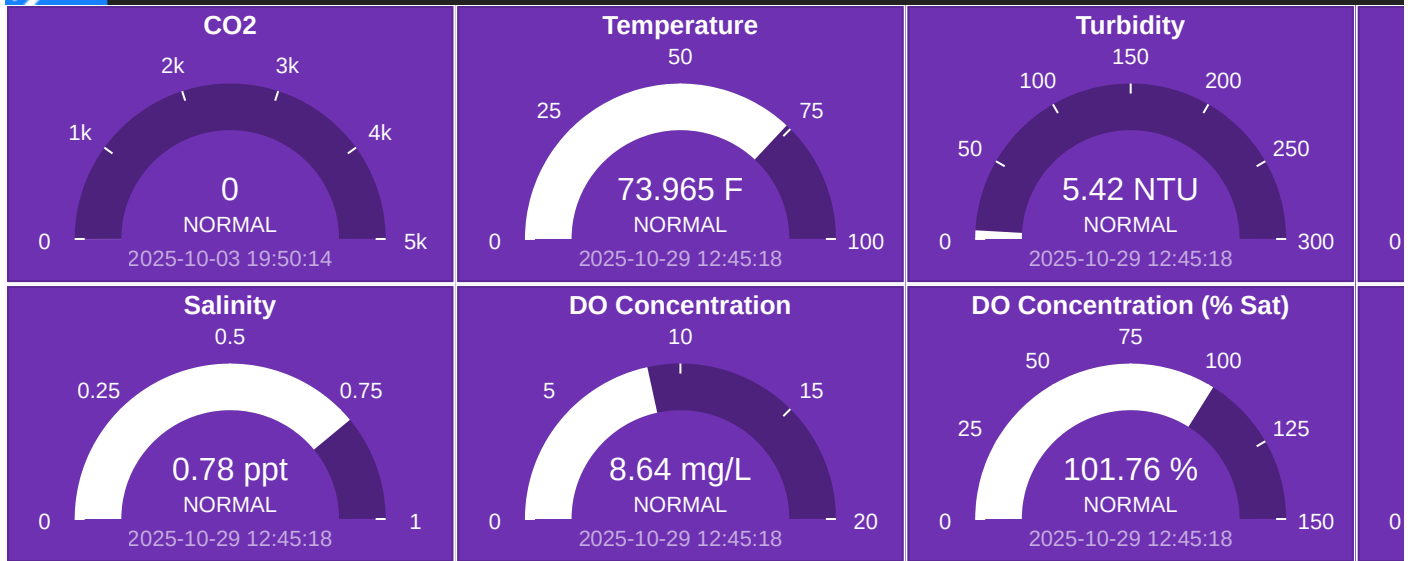 CO2
0
1k
2k
3k
4k
5k
0
NORMAL
2025-10-03 19:50:14
Temperature
0
25
50
75
100
73.965 F
NORMAL
2025-10-29 12:45:18
Turbidity
0
50
100
150
200
250
300
5.42 NTU
NORMAL
2025-10-29 12:45:18
0
Salinity
0
0.25
0.5
0.75
1
0.78 ppt
NORMAL
2025-10-29 12:45:18
DO Concentration
0
5
10
15
20
8.64 mg/L
NORMAL
2025-10-29 12:45:18
DO Concentration (% Sat)
0
25
50
75
100
125
150
101.76 %
NORMAL
2025-10-29 12:45:18
0